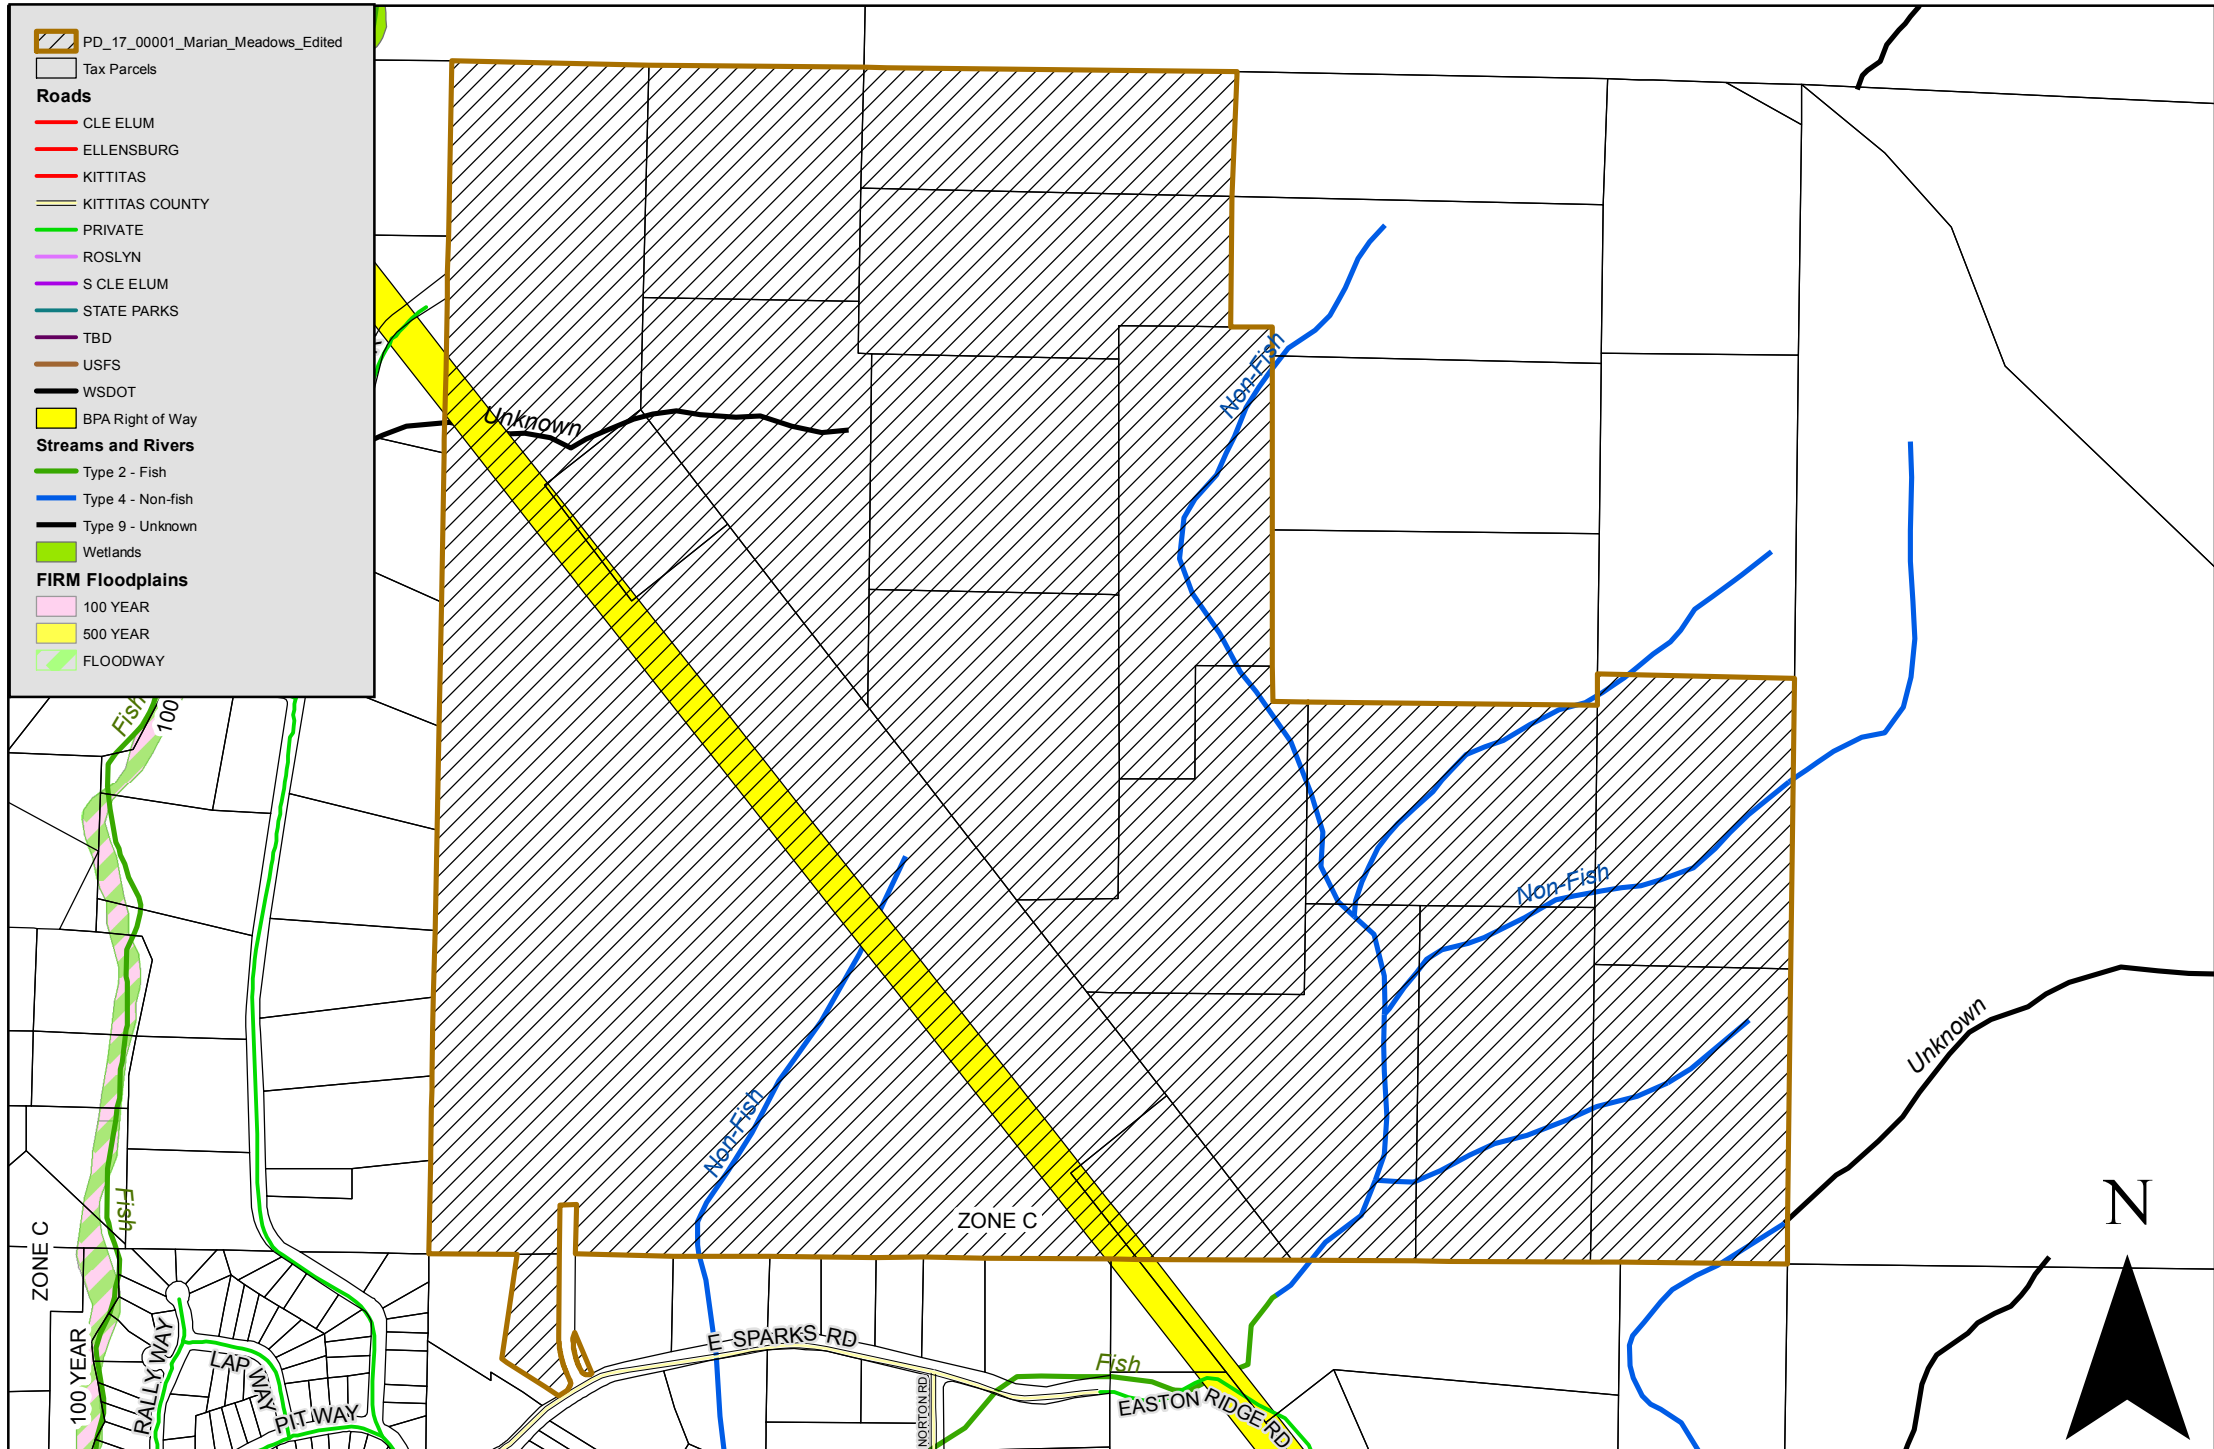 PD_17_00001_Marian_Meadows_Edited
Tax Parcels
Roads
CLE ELUM
ELLENSBURG
KITTITAS
KITTITAS COUNTY
PRIVATE
ROSLYN
S CLE ELUM
STATE PARKS
TBD
USFS
WSDOT
BPA Right of Way
Streams and Rivers
Type 2 - Fish
Type 4 - Non-fish
Type 9 - Unknown
Wetlands
FIRM Floodplains
100 YEAR
500 YEAR
FLOODWAY
Unknown
Non-Fish
Fish
100
Non-Fish
Unknown
Non-Fish
Fish
ZONE C
ZONE C
N
100 YEAR
RALLY WAY
LAP WAY
PIT WAY
E SPARKS RD
NORTON RD
Fish
EASTON RIDGE RD